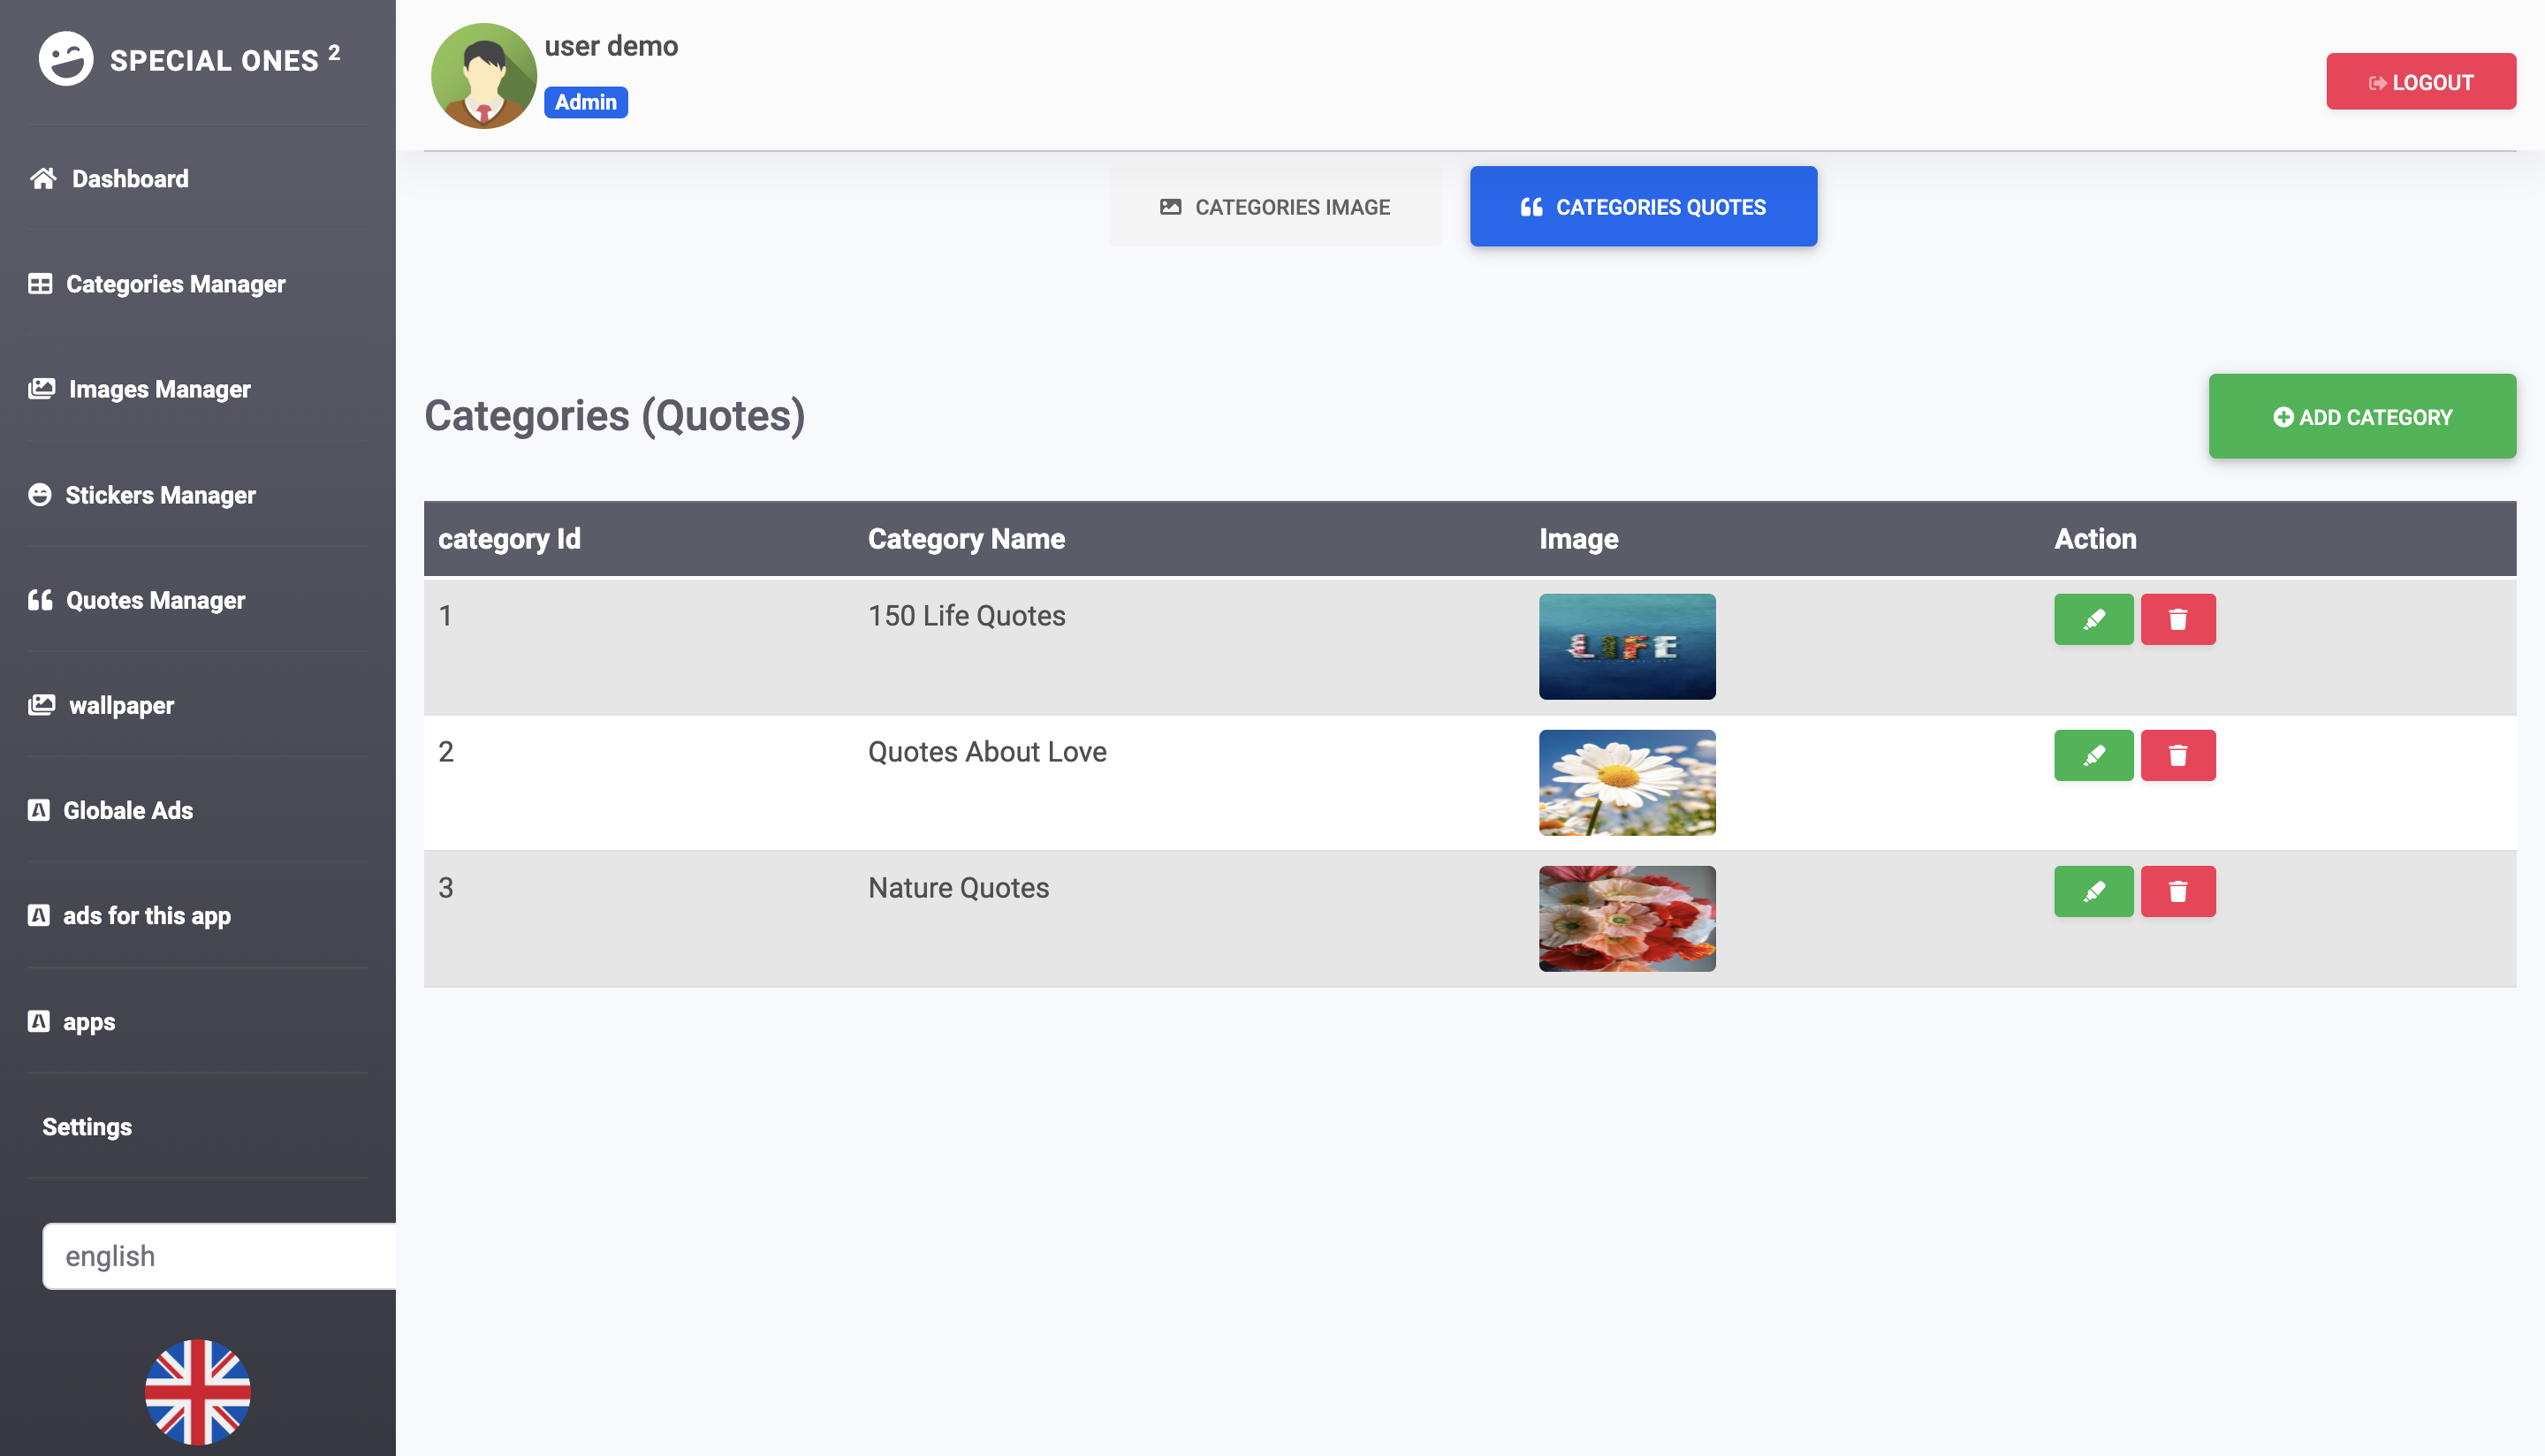 SPECIAL ONES 2
Dashboard
Categories Manager
Images Manager
Stickers Manager
Quotes Manager
wallpaper
Globale Ads
ads for this app
apps
Settings
english
user demo
Admin
LOGOUT
CATEGORIES IMAGE
CATEGORIES QUOTES
Categories (Quotes)
ADD CATEGORY
category Id Category Name Image Action
1 150 Life Quotes LIFE
2 Quotes About Love
3 Nature Quotes